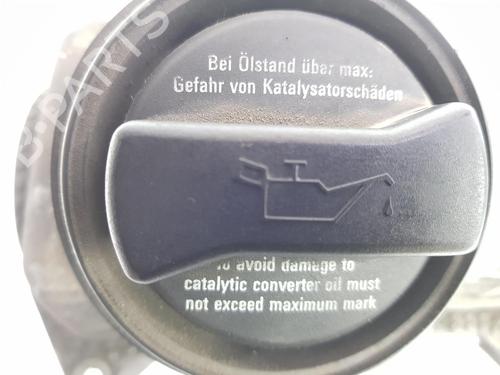 B-PARTS
Bei Ölstand über max:
Gefahr von Katalysatorschäden
To avoid damage to
catalytic converter oil must
not exceed maximum mark